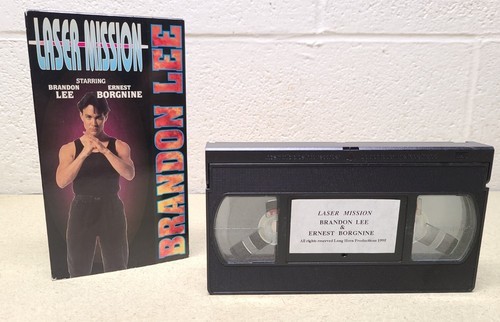 LASER MISSION
STARRING
BRANDON LEE
ERNEST BORGNINE
BRANDON LEE
LASER MISSION
BRANDON LEE
&
ERNEST BORGNINE
All rights reserved Long Horn Productions 1990